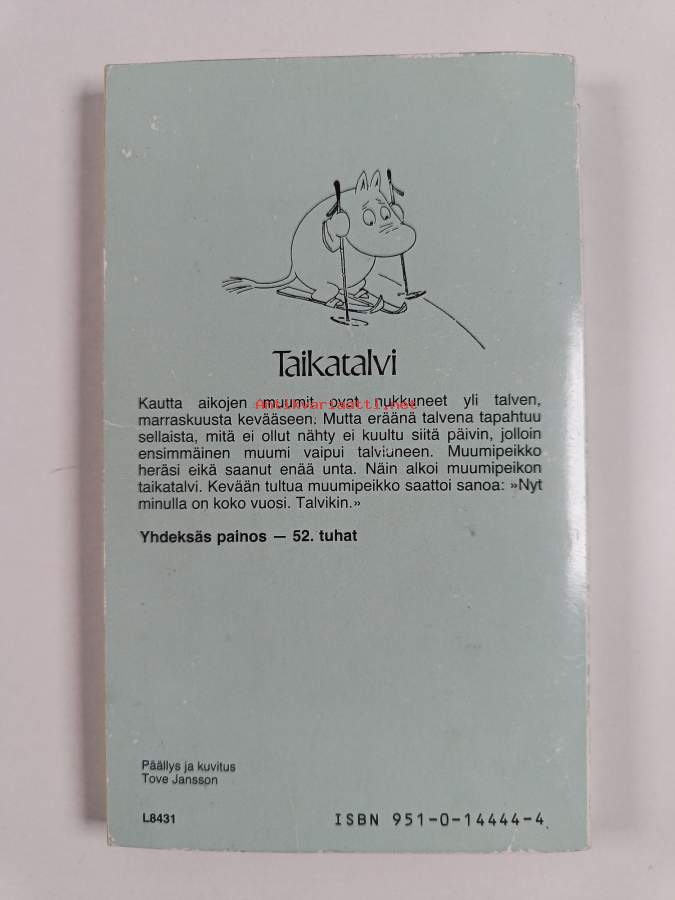 Taikatalvi
Kautta aikojen muumit ovat nukkuneet yli talven,
Antikvariaatti.net
marraskuusta kevääseen. Mutta eräänä talvena tapahtuu
sellaista, mitä ei ollut nähty ei kuultu siitä päivin, jolloin
ensimmäinen muumi vaipui talviuneen. Muumipeikko
heräsi eikä saanut enää unta. Näin alkoi muumipeikon
taikatalvi. Kevään tultua muumipeikko saattoi sanoa: »Nyt
minulla on koko vuosi. Talvikin.»
Yhdeksäs painos — 52. tuhat
Päällys ja kuvitus
Tove Jansson
L8431
ISBN 951-0-14444-4